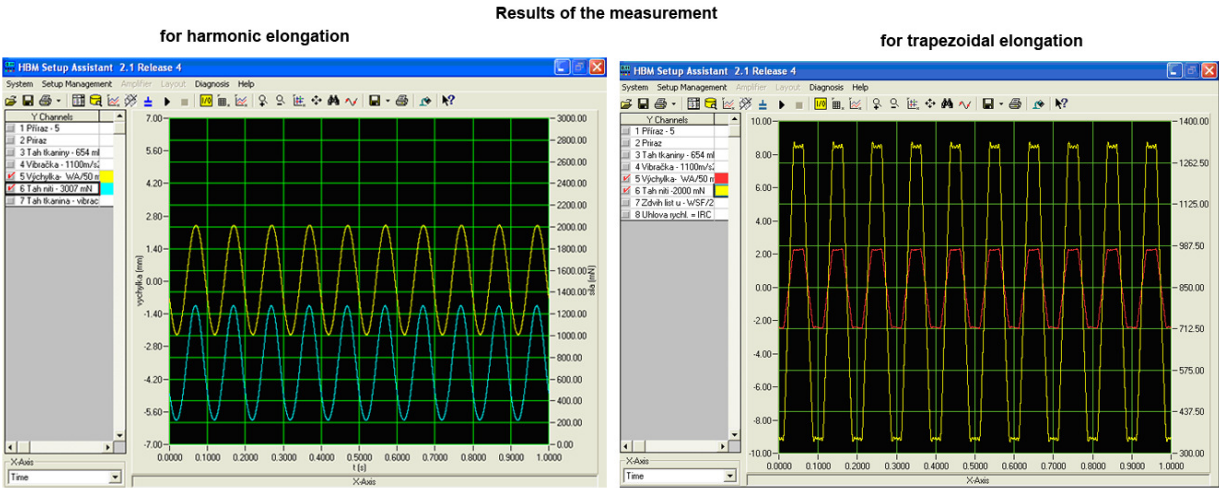 Results of the measurement
for harmonic elongation
for trapezoidal elongation
HBM Setup Assistant 2.1 Release 4
System Setup Management Amplifier Layout Diagnosis Help
Y Channels
1 Příraz - 5
2 Příraz
3 Tah tkaniny - 654 ml
4 Vibračka - 1100m/s2
5 Výchylka- WA/50 m
6 Tah niti - 3007 mN
7 Tah tkanina - vibrac
X-Axis
Time
7.00
5.60
4.20
2.80
1.40
0.00
-1.40
-2.80
-4.20
-5.60
-7.00
vychylka [mm]
3000.00
2800.00
2600.00
2400.00
2200.00
2000.00
1800.00
1600.00
1400.00
1200.00
1000.00
800.00
600.00
400.00
200.00
0.00
síla [mN]
0.0000 0.1000 0.2000 0.3000 0.4000 0.5000 0.6000 0.7000 0.8000 0.9000 1.0000
t [s]
X-Axis
HBM Setup Assistant 2.1 Release 4
System Setup Management Amplifier Layout Diagnosis Help
Y Channels
1 Příraz - 5
2 Příraz
3 Tah tkaniny - 654 ml
4 Vibračka - 1100m/s2
5 Výchylka- WA/50 m
6 Tah niti -2000 mN
7 Zdvih list u - WSF/2
8 Uhlova rychl. = IRC
X-Axis
Time
10.00
8.00
6.00
4.00
2.00
0.00
-2.00
-4.00
-6.00
-8.00
-10.00
1400.00
1262.50
1125.00
987.50
850.00
712.50
575.00
437.50
300.00
0.0000 0.1000 0.2000 0.3000 0.4000 0.5000 0.6000 0.7000 0.8000 0.9000 1.0000
X-Axis